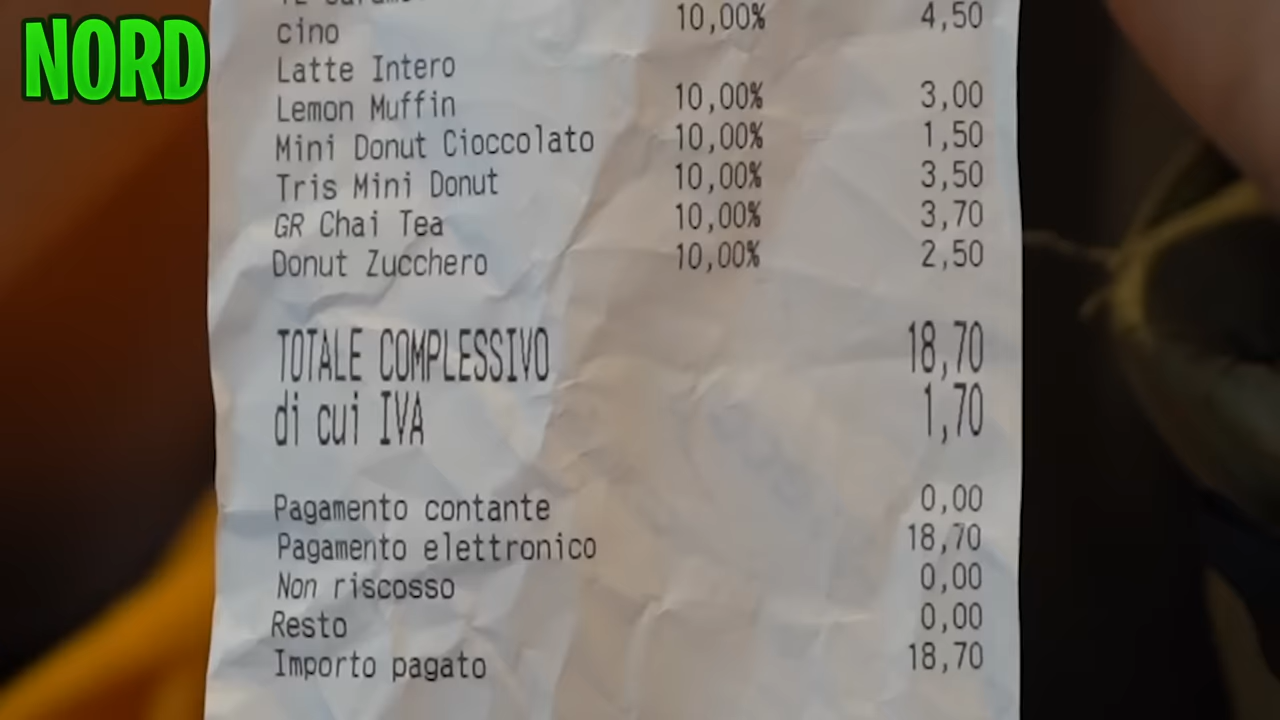 NORD
cino 10,00% 4,50
Latte Intero
Lemon Muffin 10,00% 3,00
Mini Donut Cioccolato 10,00% 1,50
Tris Mini Donut 10,00% 3,50
GR Chai Tea 10,00% 3,70
Donut Zucchero 10,00% 2,50
TOTALE COMPLESSIVO 18,70
di cui IVA 1,70
Pagamento contante 0,00
Pagamento elettronico 18,70
Non riscosso 0,00
Resto 0,00
Importo pagato 18,70